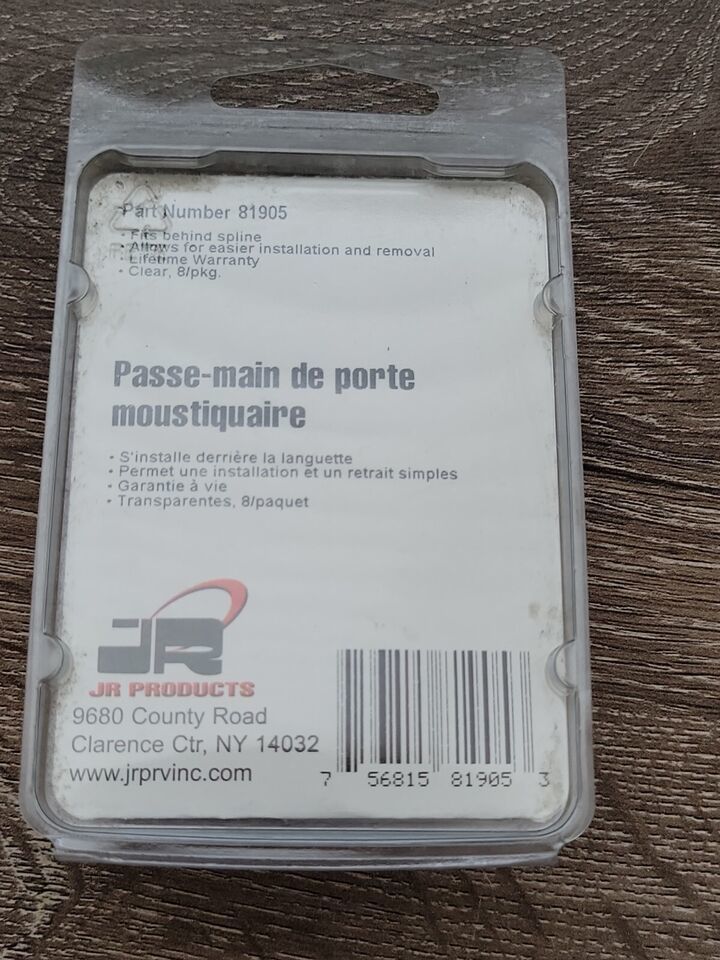 Part Number 81905
• Fits behind spline
• Allows for easier installation and removal
• Lifetime Warranty
• Clear, 8/pkg.
Passe-main de porte
moustiquaire
• S'installe derrière la languette
• Permet une installation et un retrait simples
• Garantie à vie
• Transparentes, 8/paquet
JR
JR PRODUCTS
9680 County Road
Clarence Ctr, NY 14032
www.jrprvinc.com
7 56815 81905 3